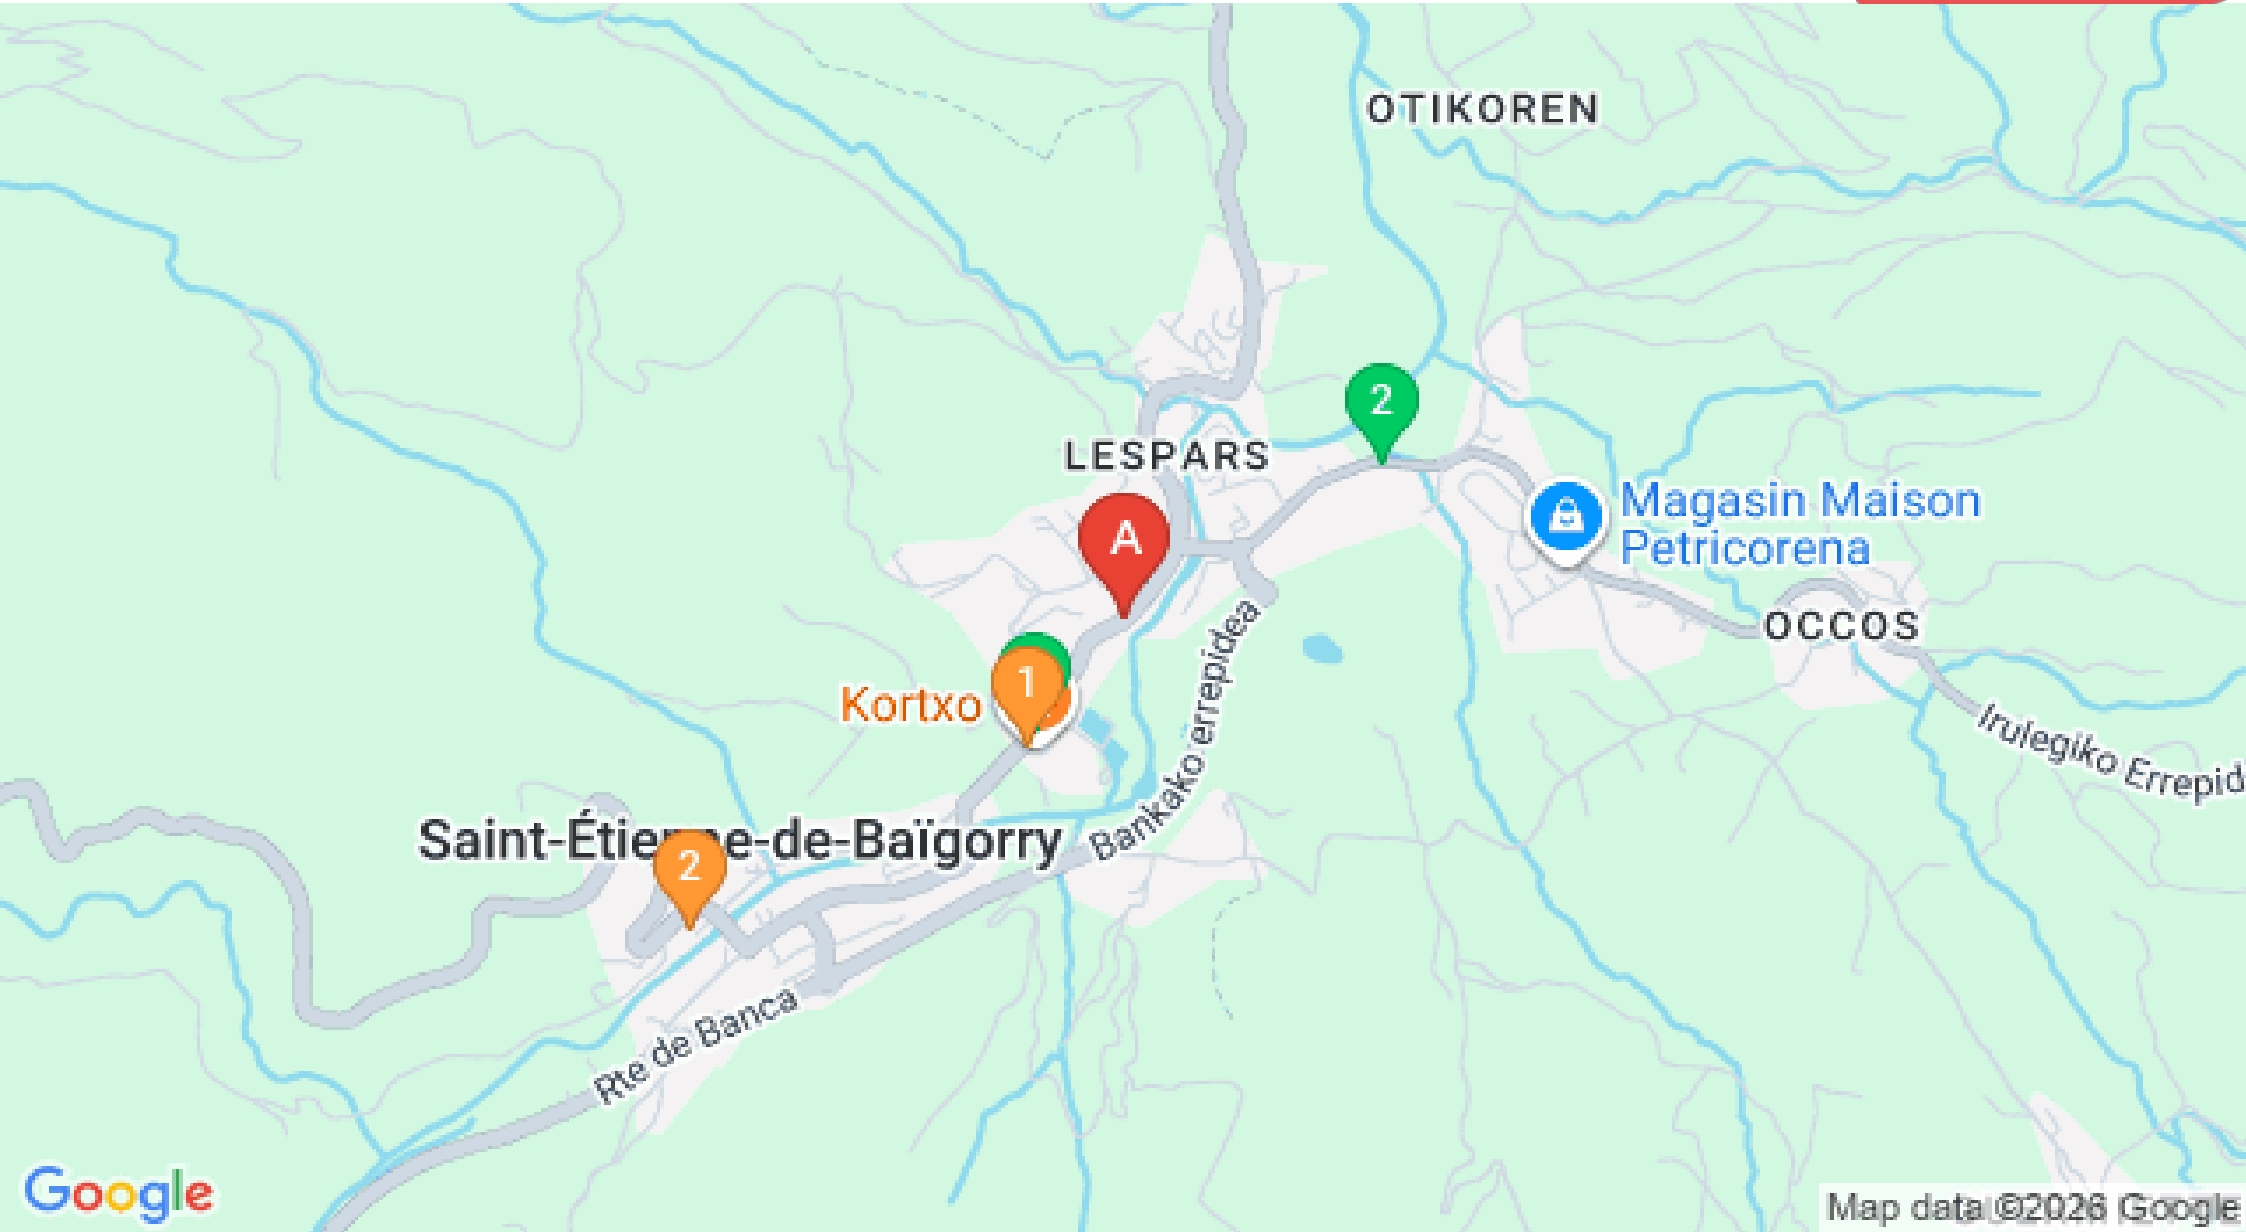 OTIKOREN
2
LESPARS
Magasin Maison
Petricorena
A
OCCOS
1
Kortxo
Bankako errepidea
Irulegiko Errepid
Saint-Étienne-de-Baïgorry
2
Rte de Banca
Google
Map data ©2026 Google